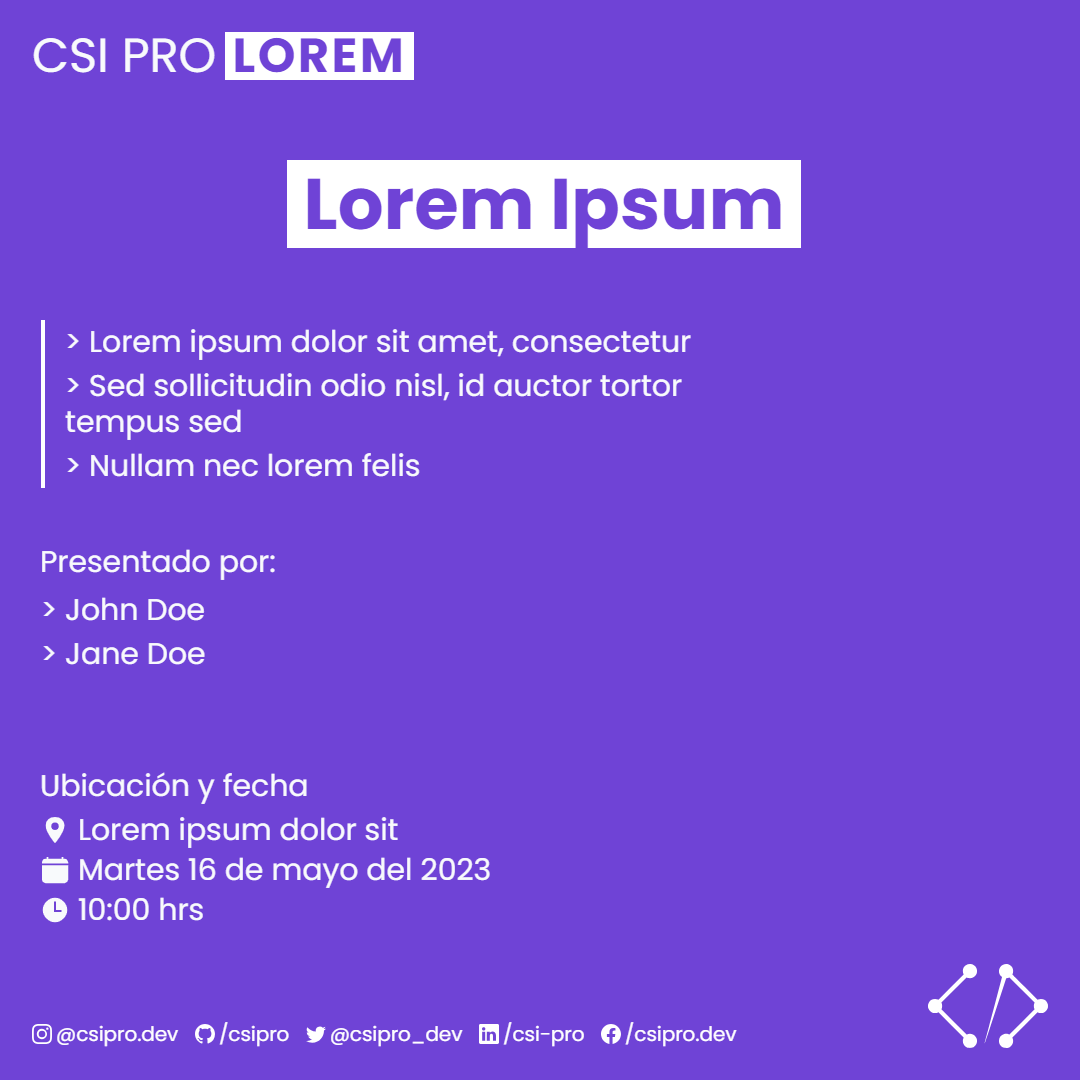 CSI PRO LOREM
Lorem Ipsum
> Lorem ipsum dolor sit amet, consectetur
> Sed sollicitudin odio nisl, id auctor tortor
tempus sed
> Nullam nec lorem felis
Presentado por:
> John Doe
> Jane Doe
Ubicación y fecha
Lorem ipsum dolor sit
Martes 16 de mayo del 2023
10:00 hrs
@csipro.dev /csipro @csipro_dev /csi-pro /csipro.dev